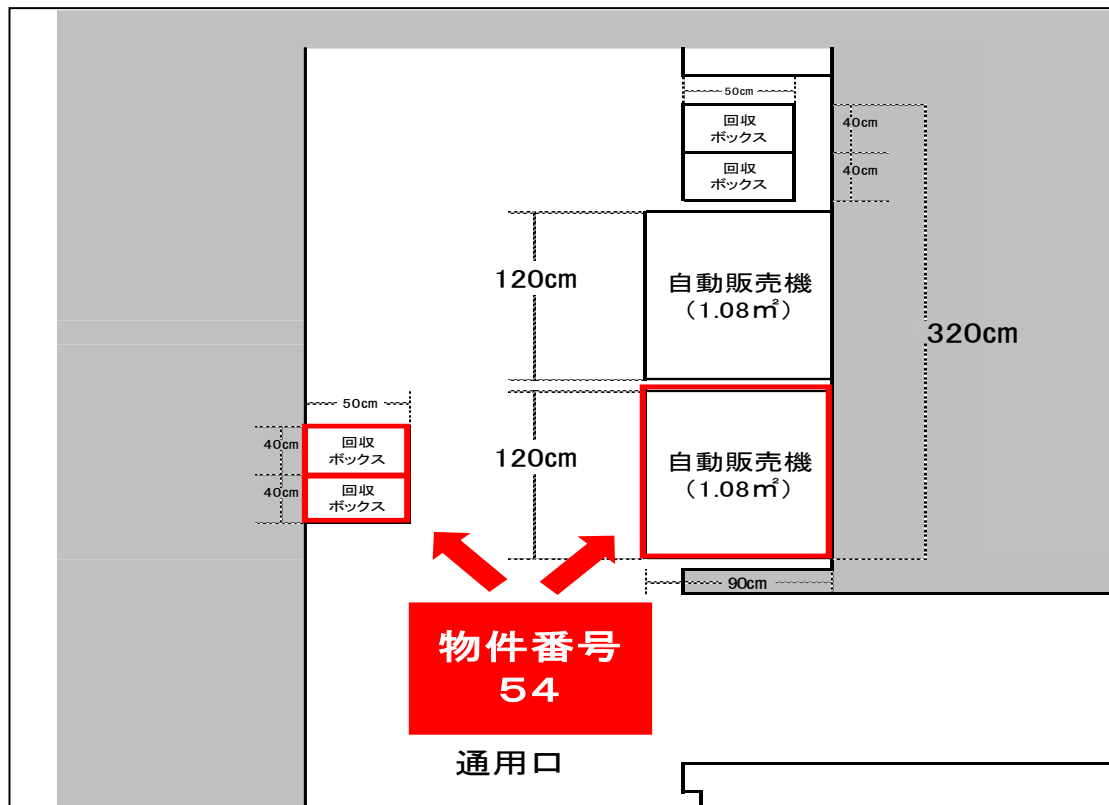 50cm
回収
ボックス
40cm
回収
ボックス
40cm
120cm
自動販売機
（1.08㎡）
320cm
50cm
40cm
回収
ボックス
40cm
回収
ボックス
120cm
自動販売機
（1.08㎡）
90cm
物件番号
54
通用口